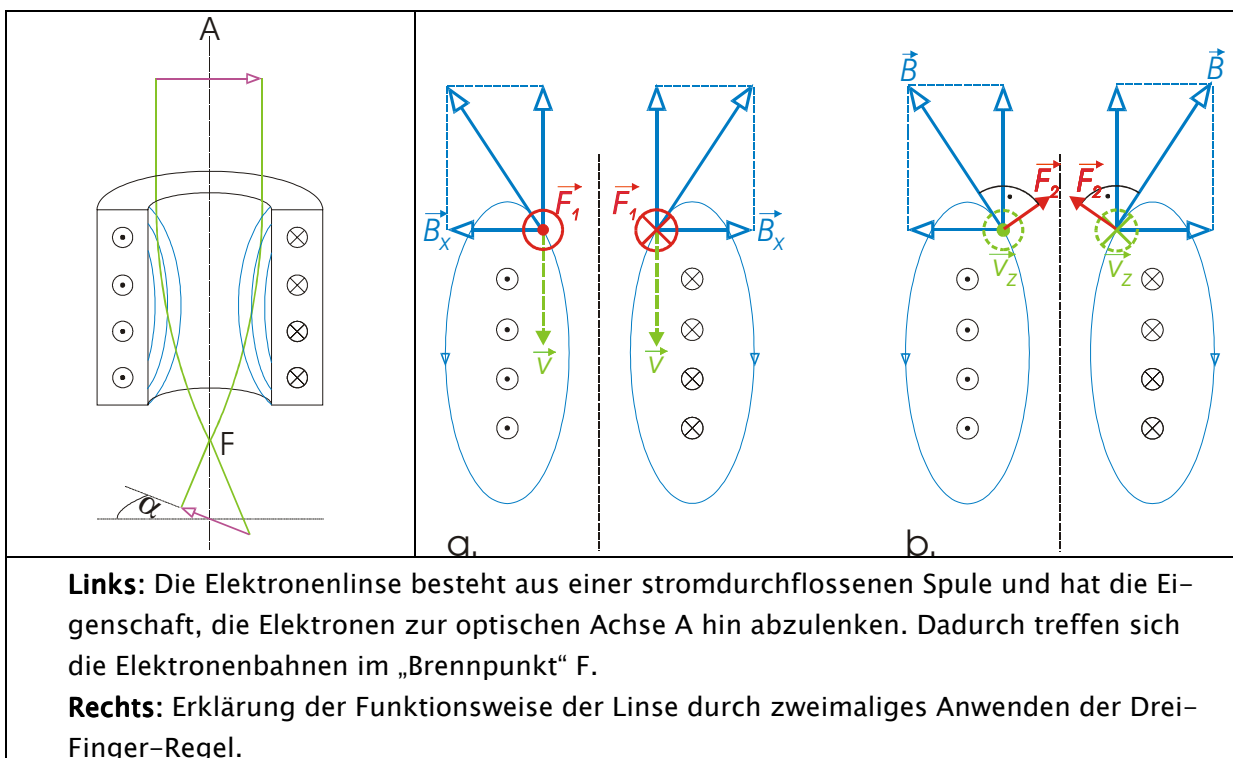 A
F
α
B⃗ₓ
F⃗₁
v⃗
F⃗₁
B⃗ₓ
v⃗
a.
B⃗
F⃗₂
v⃗_z
B⃗
F⃗₂
v⃗_z
b.
Links: Die Elektronenlinse besteht aus einer stromdurchflossenen Spule und hat die Ei-
genschaft, die Elektronen zur optischen Achse A hin abzulenken. Dadurch treffen sich
die Elektronenbahnen im „Brennpunkt“ F.
Rechts: Erklärung der Funktionsweise der Linse durch zweimaliges Anwenden der Drei-
Finger-Regel.